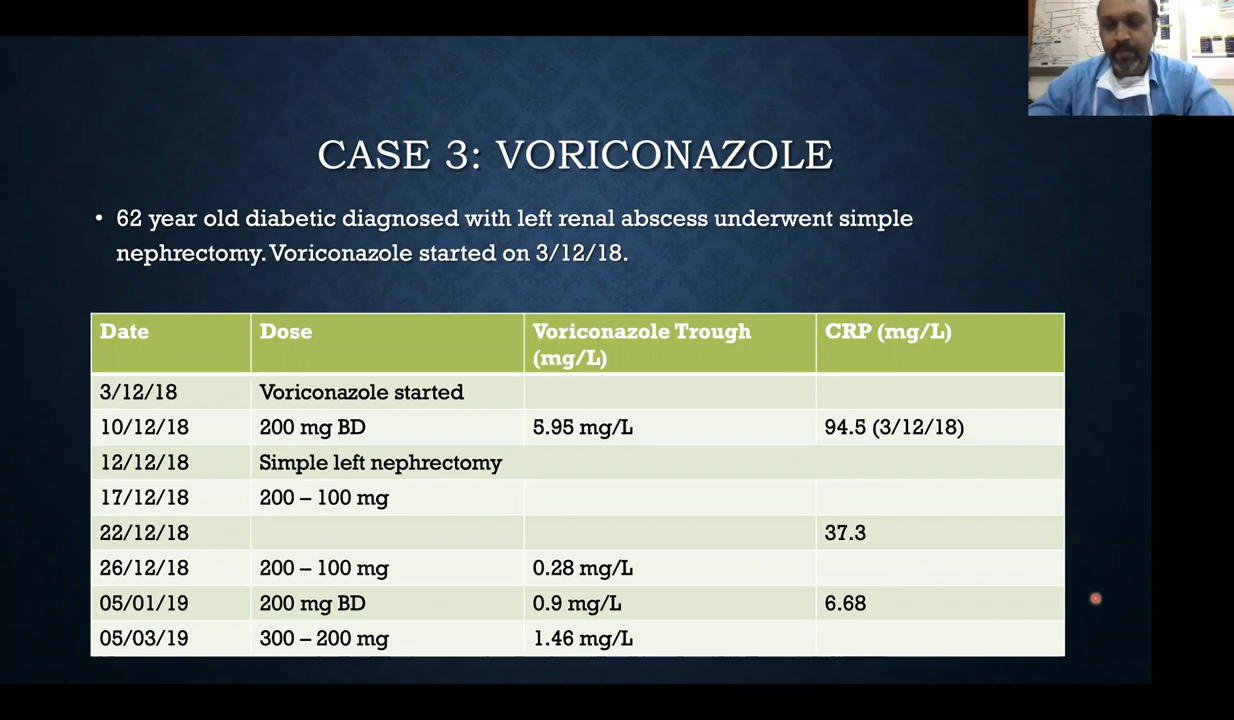 CASE 3: VORICONAZOLE
• 62 year old diabetic diagnosed with left renal abscess underwent simple
nephrectomy. Voriconazole started on 3/12/18.
Date Dose Voriconazole Trough (mg/L) CRP (mg/L)
3/12/18 Voriconazole started
10/12/18 200 mg BD 5.95 mg/L 94.5 (3/12/18)
12/12/18 Simple left nephrectomy
17/12/18 200 – 100 mg
22/12/18 37.3
26/12/18 200 – 100 mg 0.28 mg/L
05/01/19 200 mg BD 0.9 mg/L 6.68
05/03/19 300 – 200 mg 1.46 mg/L